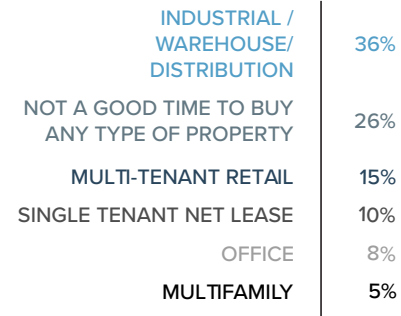 INDUSTRIAL /
WAREHOUSE/
DISTRIBUTION
36%
NOT A GOOD TIME TO BUY
ANY TYPE OF PROPERTY
26%
MULTI-TENANT RETAIL 15%
SINGLE TENANT NET LEASE 10%
OFFICE 8%
MULTIFAMILY 5%